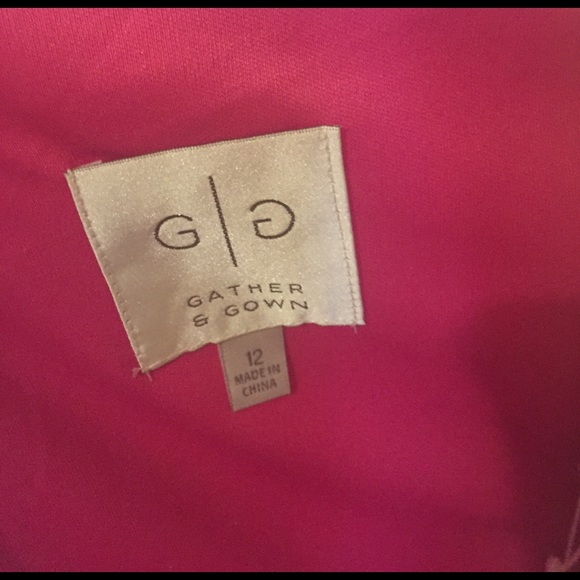 G|G
GATHER
& GOWN
12
MADE IN
CHINA